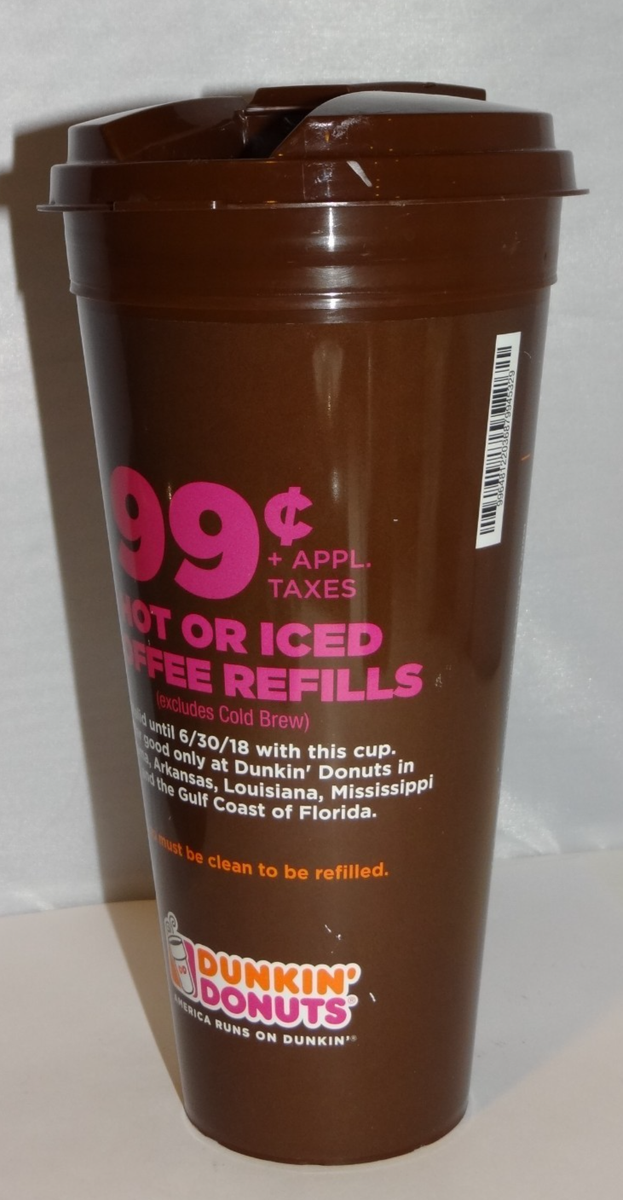 99¢
+ APPL.
TAXES
HOT OR ICED
COFFEE REFILLS
(excludes Cold Brew)
until 6/30/18 with this cup.
good only at Dunkin' Donuts in
Arkansas, Louisiana, Mississippi
the Gulf Coast of Florida.
must be clean to be refilled.
DUNKIN'
DONUTS®
AMERICA RUNS ON DUNKIN'®